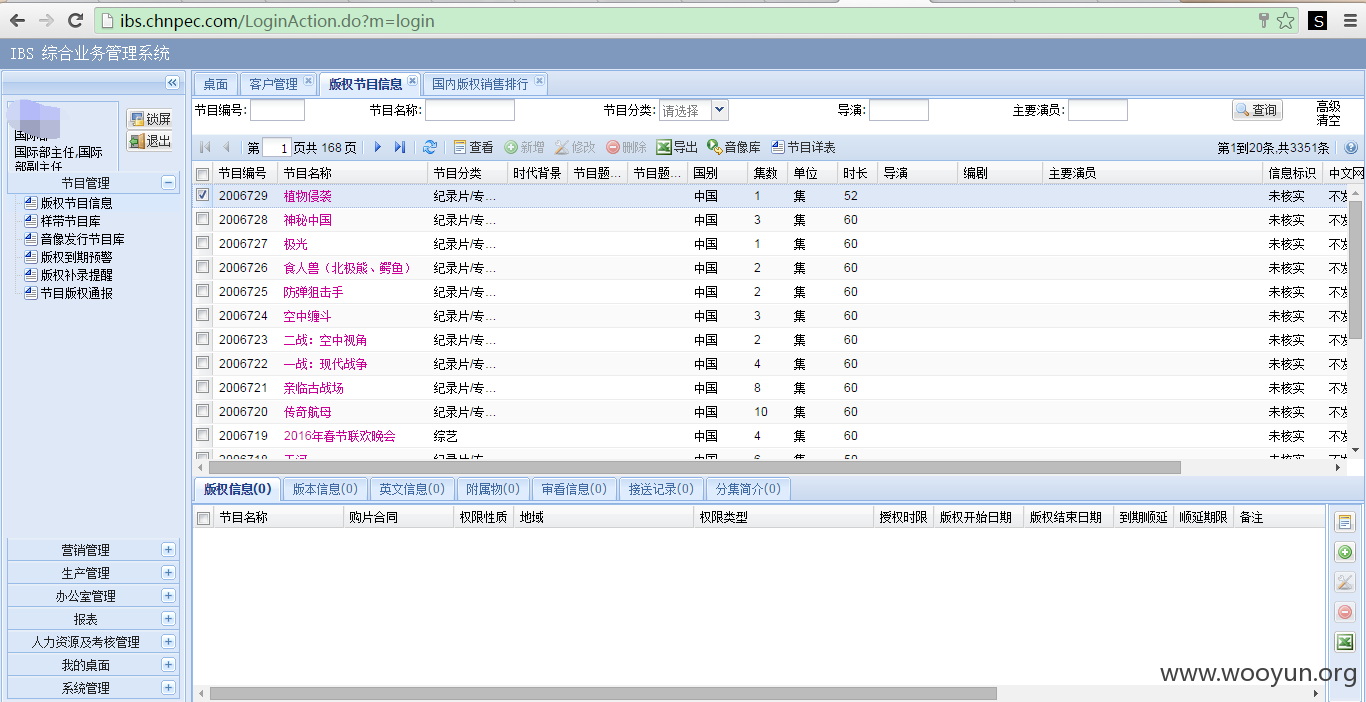 ibs.chnpec.com/LoginAction.do?m=login
IBS 综合业务管理系统
桌面 客户管理 版权节目信息 国内版权销售排行
节目编号: 节目名称: 节目分类: 请选择 导演: 主要演员: 查询 高级 清空
锁屏
退出
国际部主任,国际
部副主任
第 1 页共 168 页 查看 新增 修改 删除 导出 音像库 节目详表 第1到20条,共3351条
节目管理
版权节目信息
样带节目库
音像发行节目库
版权到期预警
版权补录提醒
节目版权通报
节目编号 节目名称 节目分类 时代背景 节目题... 节目题... 国别 集数 单位 时长 导演 编剧 主要演员 信息标识 中文网
2006729 植物侵袭 纪录片/专... 中国 1 集 52 未核实
2006728 神秘中国 纪录片/专... 中国 3 集 60 未核实
2006727 极光 纪录片/专... 中国 1 集 60 未核实
2006726 食人兽（北极熊、鳄鱼） 纪录片/专... 中国 2 集 60 未核实
2006725 防弹狙击手 纪录片/专... 中国 2 集 60 未核实
2006724 空中缠斗 纪录片/专... 中国 3 集 60 未核实
2006723 二战：空中视角 纪录片/专... 中国 2 集 60 未核实
2006722 一战：现代战争 纪录片/专... 中国 4 集 60 未核实
2006721 亲临古战场 纪录片/专... 中国 8 集 60 未核实
2006720 传奇航母 纪录片/专... 中国 10 集 60 未核实
2006719 2016年春节联欢晚会 综艺 中国 4 集 60 未核实
版权信息(0) 版本信息(0) 英文信息(0) 附属物(0) 审看信息(0) 接送记录(0) 分集简介(0)
节目名称 购片合同 权限性质 地域 权限类型 授权时限 版权开始日期 版权结束日期 到期顺延 顺延期限 备注
营销管理
生产管理
办公室管理
报表
人力资源及考核管理
我的桌面
系统管理
www.wooyun.org